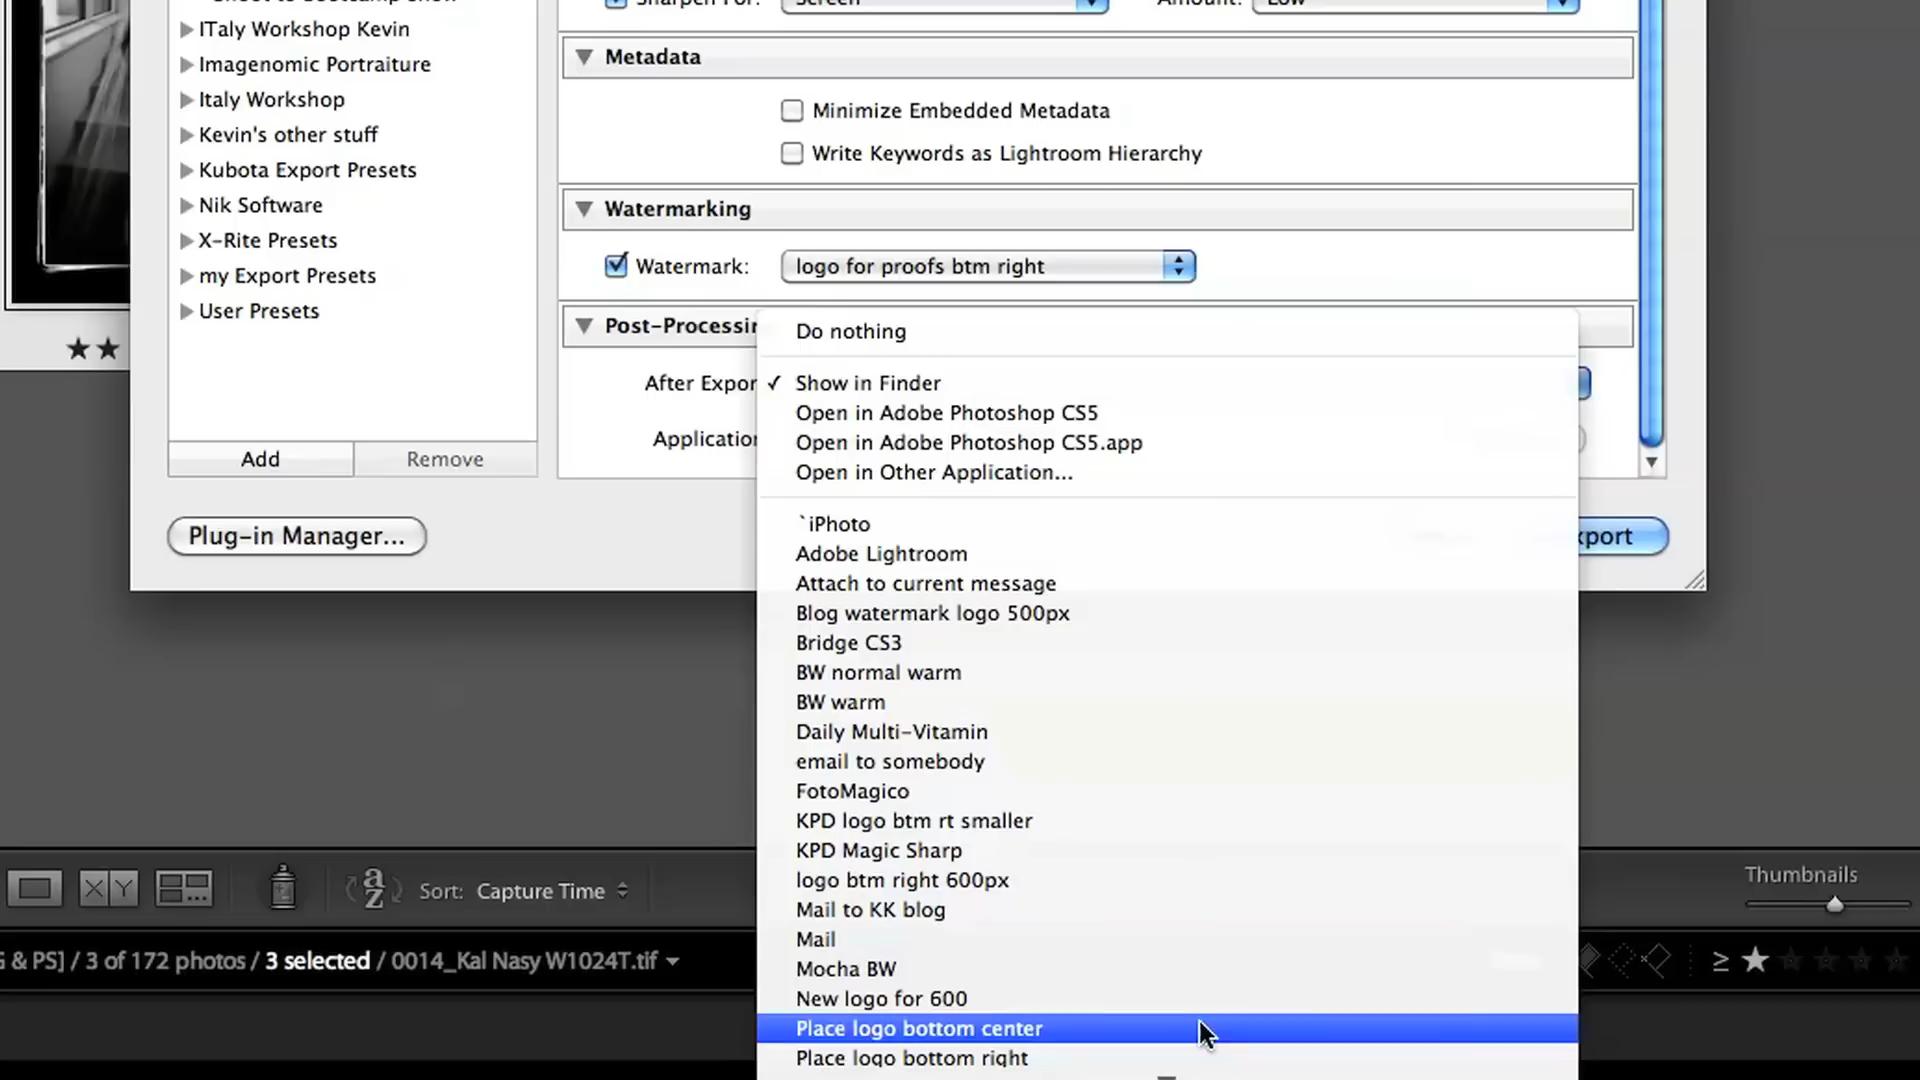 ITaly Workshop Kevin
Imagenomic Portraiture
Italy Workshop
Kevin's other stuff
Kubota Export Presets
Nik Software
X-Rite Presets
my Export Presets
User Presets
Add Remove
Plug-in Manager...
Sharpen For: Screen Amount: Low
Metadata
Minimize Embedded Metadata
Write Keywords as Lightroom Hierarchy
Watermarking
Watermark: logo for proofs btm right
Post-Processin
After Expor
Application
Do nothing
✓ Show in Finder
Open in Adobe Photoshop CS5
Open in Adobe Photoshop CS5.app
Open in Other Application...
`iPhoto
Adobe Lightroom
Attach to current message
Blog watermark logo 500px
Bridge CS3
BW normal warm
BW warm
Daily Multi-Vitamin
email to somebody
FotoMagico
KPD logo btm rt smaller
KPD Magic Sharp
logo btm right 600px
Mail to KK blog
Mail
Mocha BW
New logo for 600
Place logo bottom center
Place logo bottom right
xport
XY
Sort: Capture Time
Thumbnails
& PS] / 3 of 172 photos / 3 selected / 0014_Kal Nasy W1024T.tif
≥